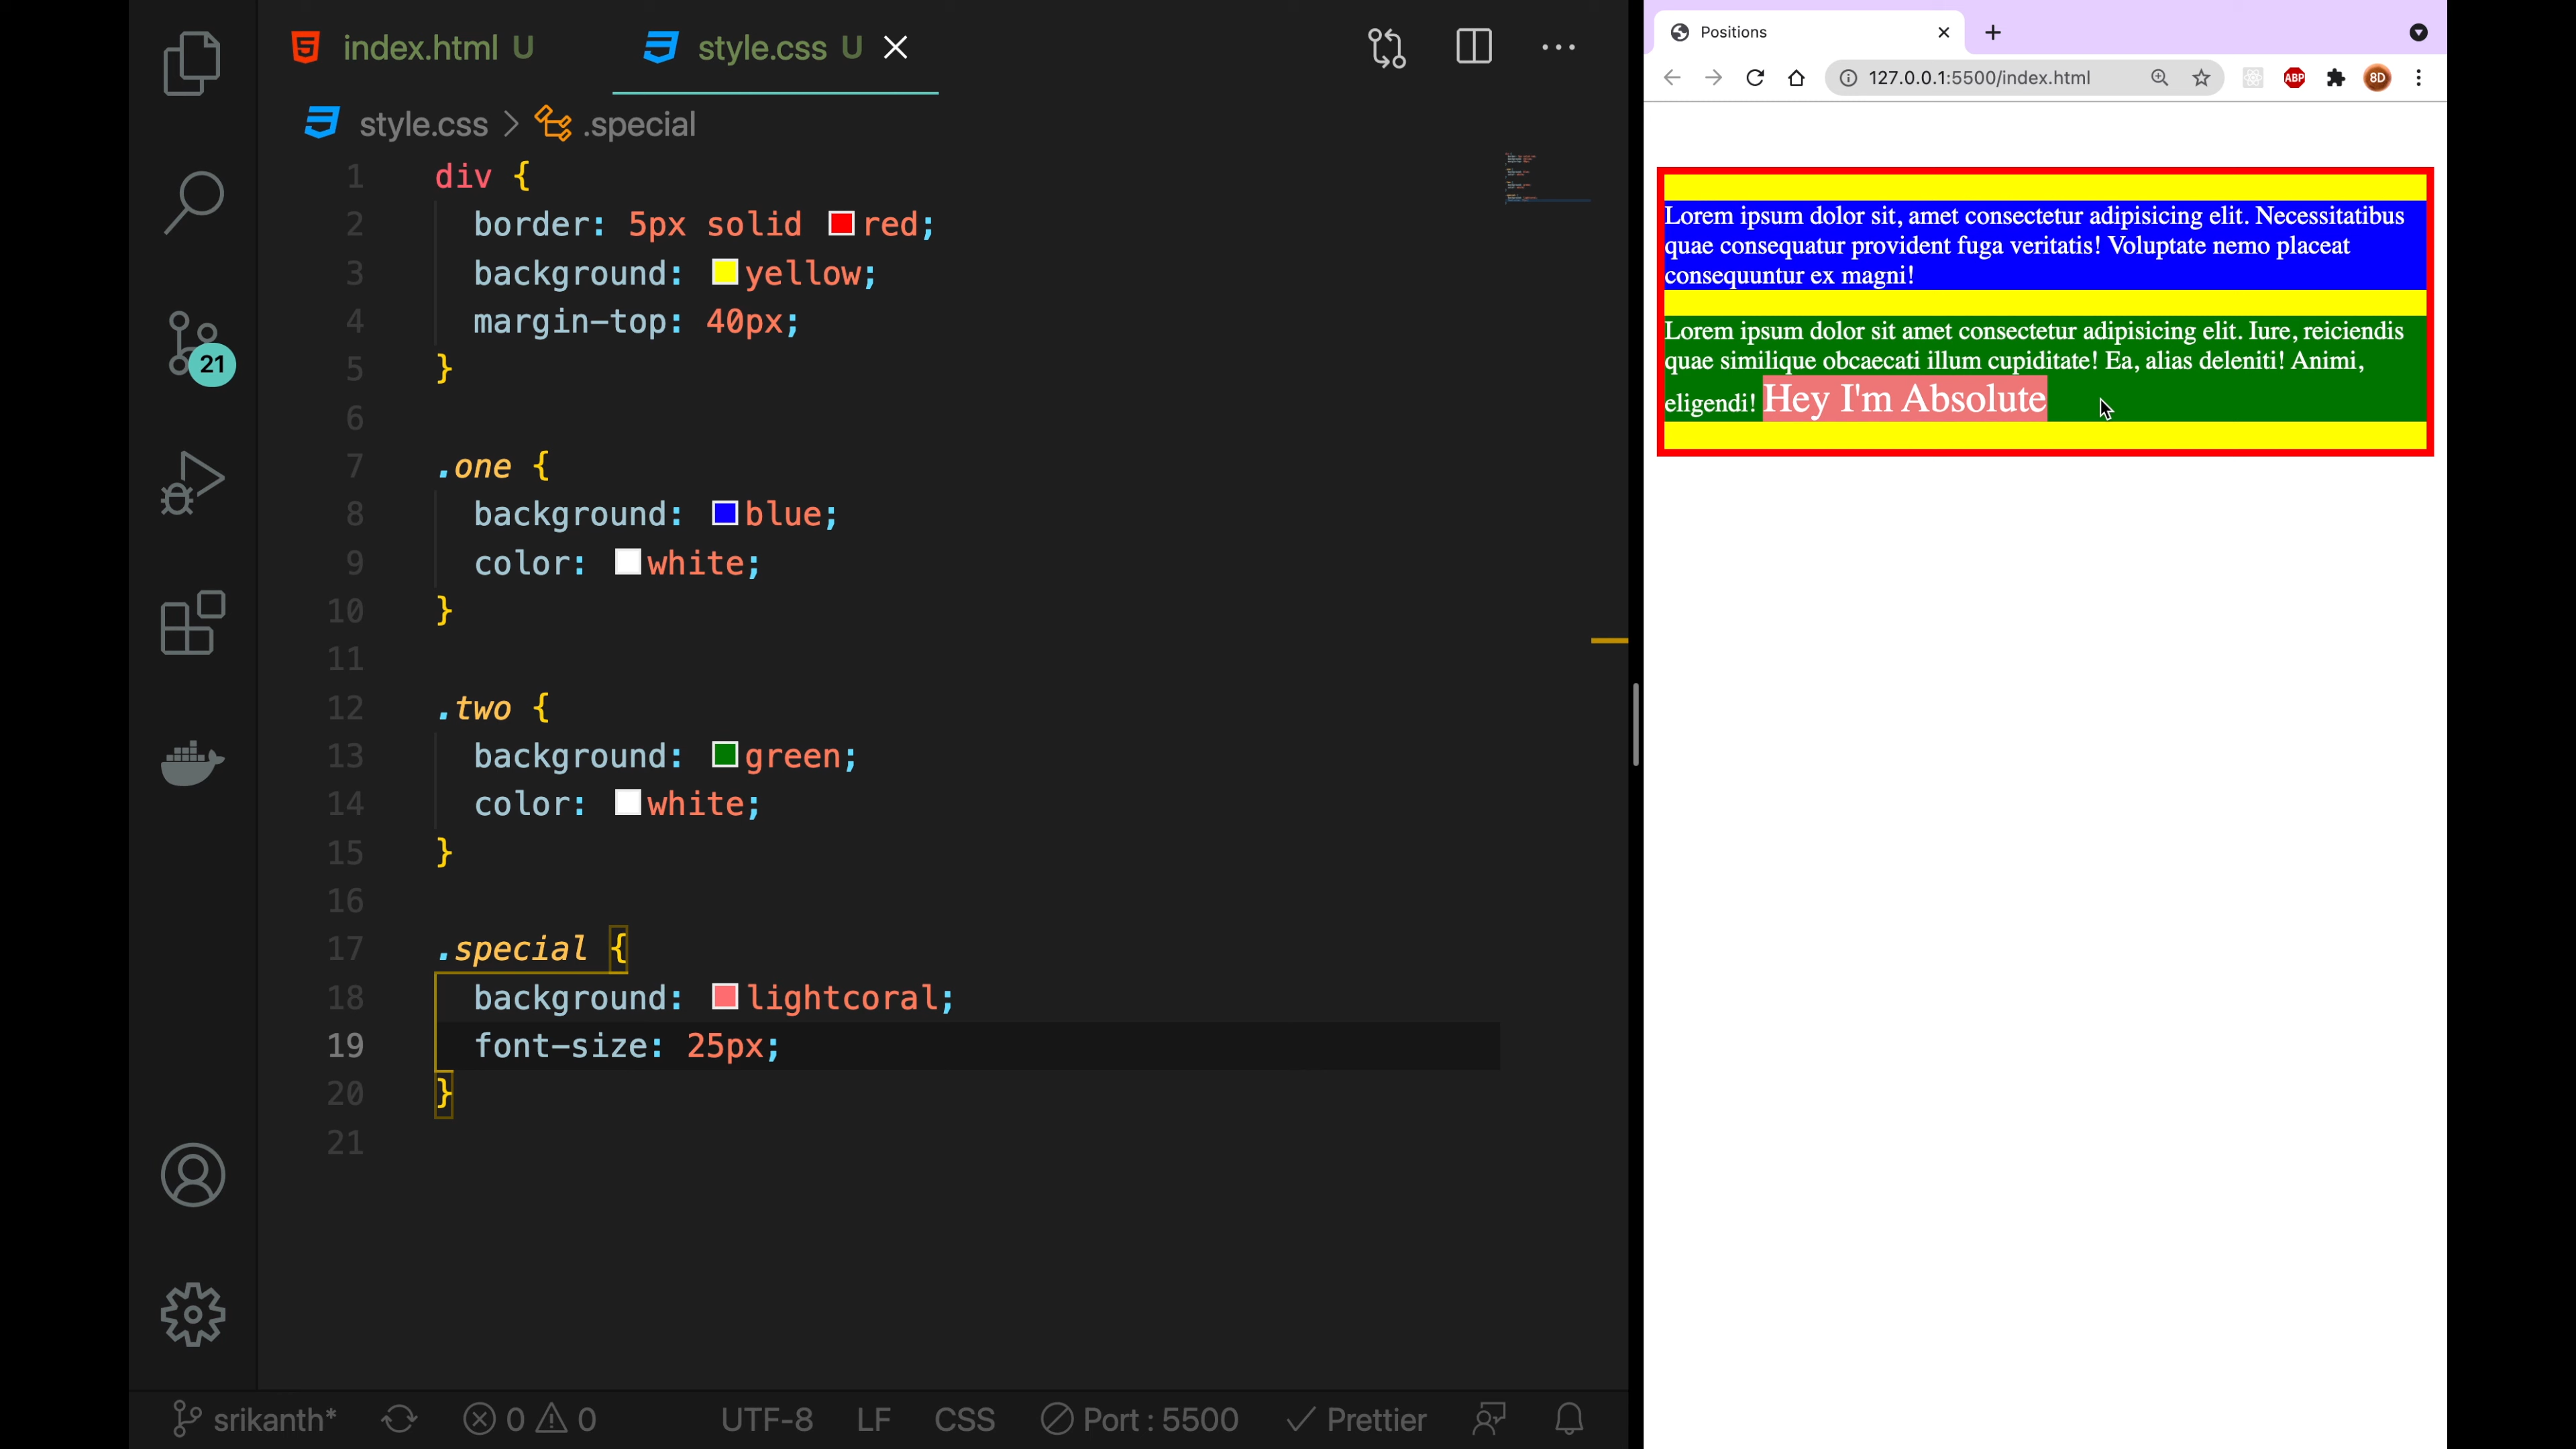 index.html U
style.css U
style.css > .special
1 div {
2 border: 5px solid red;
3 background: yellow;
4 margin-top: 40px;
5 }
6
7 .one {
8 background: blue;
9 color: white;
10 }
11
12 .two {
13 background: green;
14 color: white;
15 }
16
17 .special {
18 background: lightcoral;
19 font-size: 25px;
20 }
21
21
srikanth*
0 0
UTF-8
LF
CSS
Port : 5500
Prettier
Positions
127.0.0.1:5500/index.html
ABP
8D
Lorem ipsum dolor sit, amet consectetur adipisicing elit. Necessitatibus
quae consequatur provident fuga veritatis! Voluptate nemo placeat
consequuntur ex magni!
Lorem ipsum dolor sit amet consectetur adipisicing elit. Iure, reiciendis
quae similique obcaecati illum cupiditate! Ea, alias deleniti! Animi,
eligendi! Hey I'm Absolute